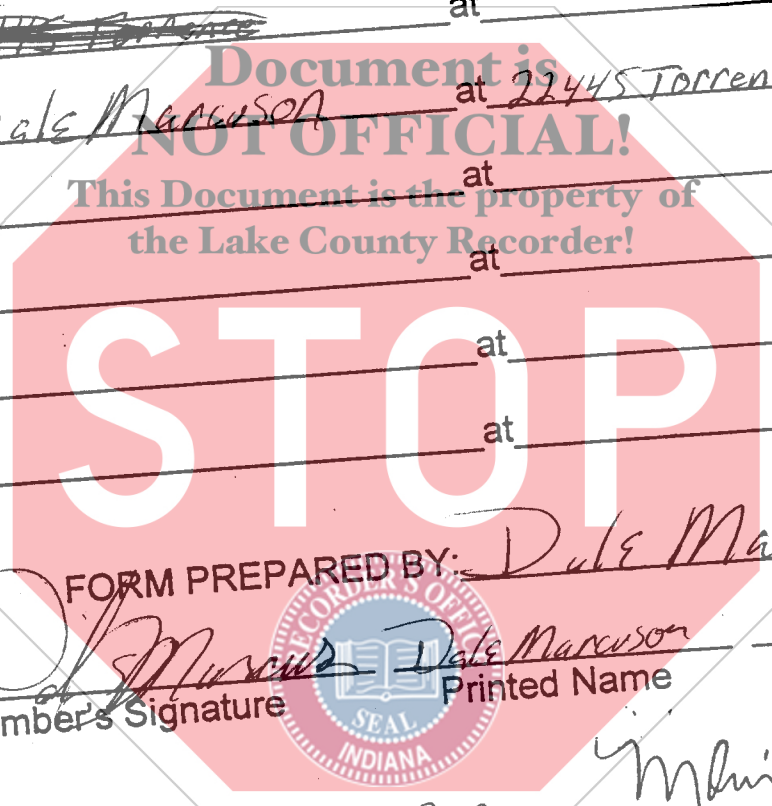 at
Document is
ale Marcuson at 22445 Torren
NOT OFFICIAL!
at
This Document is the property of
the Lake County Recorder!
at
STOP
at
at
FORM PREPARED BY: Dale Ma
Dale Marcuson
mber's Signature Printed Name
RECORDER'S OFFICE
SEAL
INDIANA